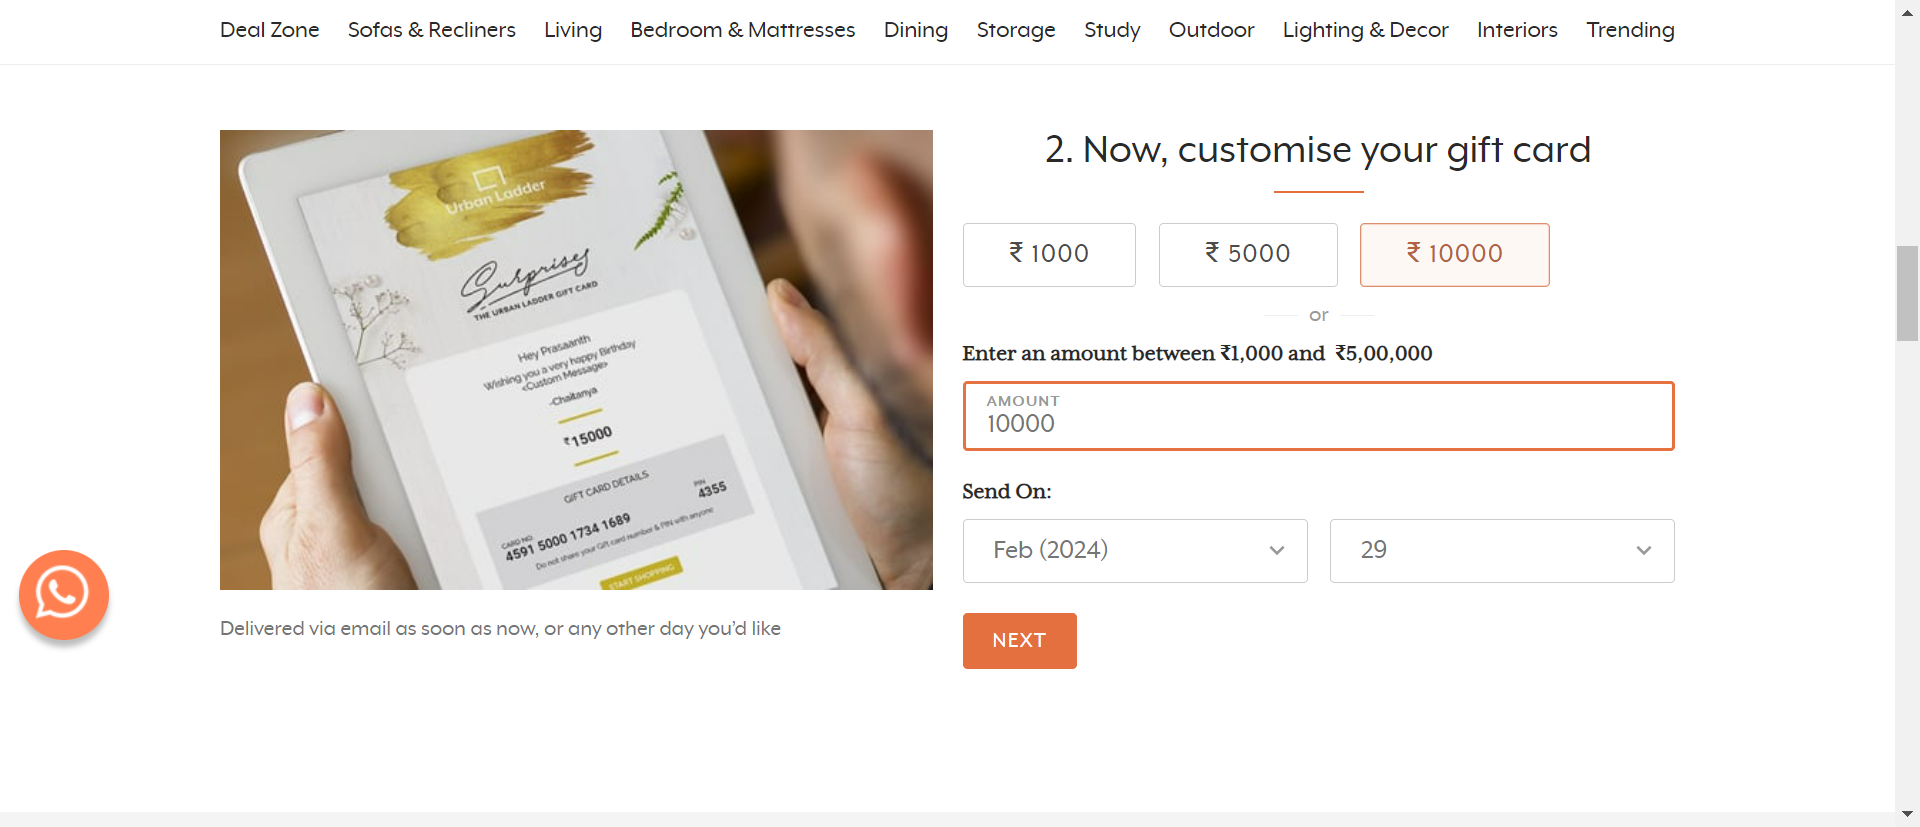 Deal Zone Sofas & Recliners Living Bedroom & Mattresses Dining Storage Study Outdoor Lighting & Decor Interiors Trending
Urban Ladder
Surprises
THE URBAN LADDER GIFT CARD
Hey Prasaanth
Wishing you a very happy Birthday
<Custom Message>
-Chaitanya
₹15000
GIFT CARD DETAILS
CARD NO.
4591 5000 1734 1689
PIN
4355
Do not share your Gift card number & PIN with anyone
START SHOPPING
Delivered via email as soon as now, or any other day you’d like
2. Now, customise your gift card
₹ 1000 ₹ 5000 ₹ 10000
or
Enter an amount between ₹1,000 and ₹5,00,000
AMOUNT
10000
Send On:
Feb (2024) 29
NEXT